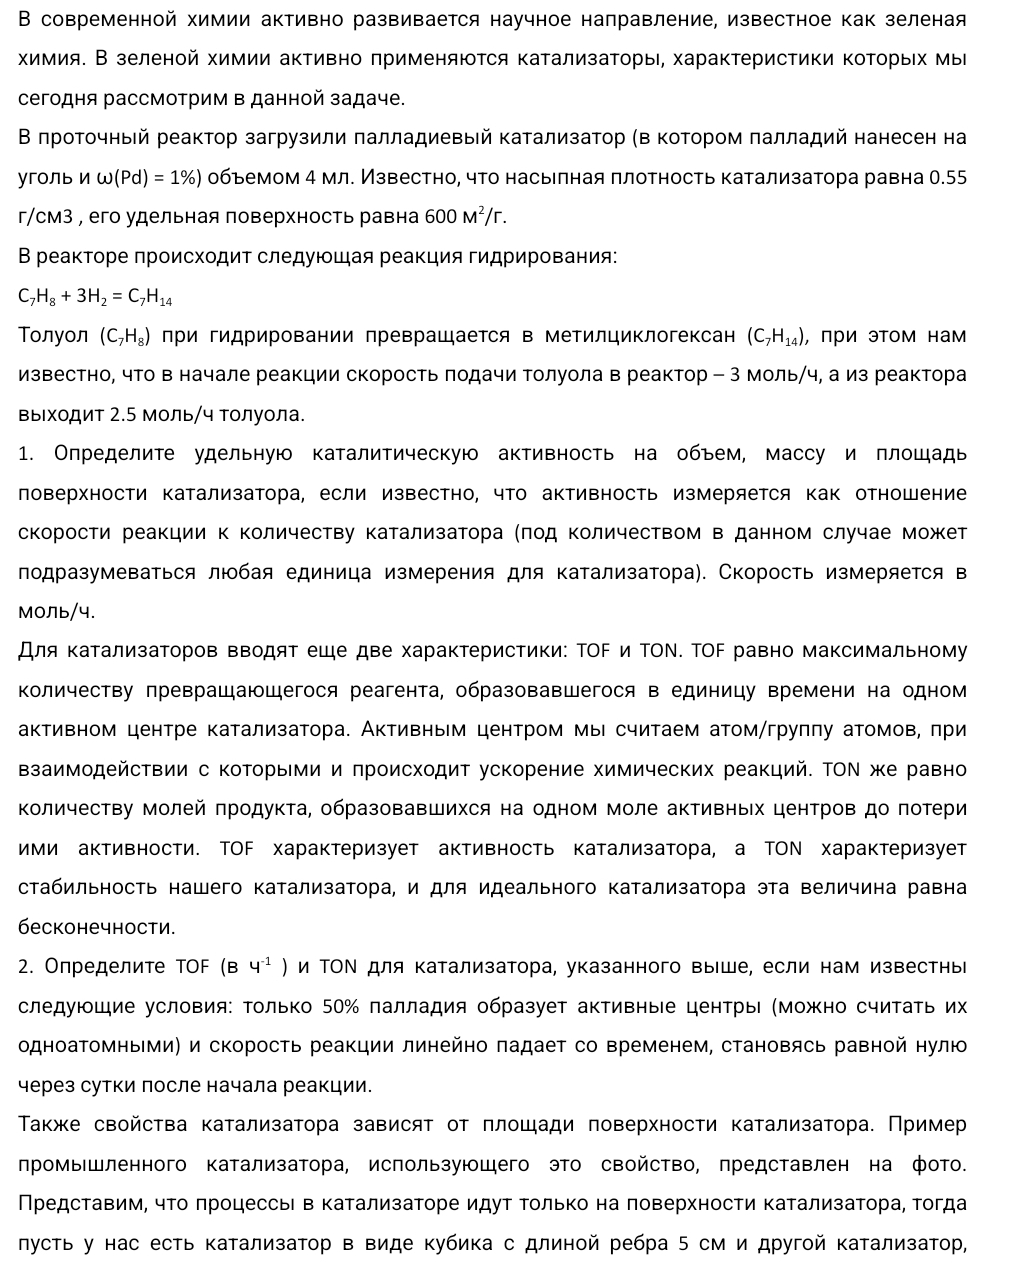 В современной химии активно развивается научное направление, известное как зеленая
химия. В зеленой химии активно применяются катализаторы, характеристики которых мы
сегодня рассмотрим в данной задаче.
В проточный реактор загрузили палладиевый катализатор (в котором палладий нанесен на
уголь и ω(Pd) = 1%) объемом 4 мл. Известно, что насыпная плотность катализатора равна 0.55
г/см3 , его удельная поверхность равна 600 м²/г.
В реакторе происходит следующая реакция гидрирования:
C₇H₈ + 3H₂ = C₇H₁₄
Толуол (C₇H₈) при гидрировании превращается в метилциклогексан (C₇H₁₄), при этом нам
известно, что в начале реакции скорость подачи толуола в реактор – 3 моль/ч, а из реактора
выходит 2.5 моль/ч толуола.
1. Определите удельную каталитическую активность на объем, массу и площадь
поверхности катализатора, если известно, что активность измеряется как отношение
скорости реакции к количеству катализатора (под количеством в данном случае может
подразумеваться любая единица измерения для катализатора). Скорость измеряется в
моль/ч.
Для катализаторов вводят еще две характеристики: TOF и TON. TOF равно максимальному
количеству превращающегося реагента, образовавшегося в единицу времени на одном
активном центре катализатора. Активным центром мы считаем атом/группу атомов, при
взаимодействии с которыми и происходит ускорение химических реакций. TON же равно
количеству молей продукта, образовавшихся на одном моле активных центров до потери
ими активности. TOF характеризует активность катализатора, а TON характеризует
стабильность нашего катализатора, и для идеального катализатора эта величина равна
бесконечности.
2. Определите TOF (в ч⁻¹ ) и TON для катализатора, указанного выше, если нам известны
следующие условия: только 50% палладия образует активные центры (можно считать их
одноатомными) и скорость реакции линейно падает со временем, становясь равной нулю
через сутки после начала реакции.
Также свойства катализатора зависят от площади поверхности катализатора. Пример
промышленного катализатора, использующего это свойство, представлен на фото.
Представим, что процессы в катализаторе идут только на поверхности катализатора, тогда
пусть у нас есть катализатор в виде кубика с длиной ребра 5 см и другой катализатор,